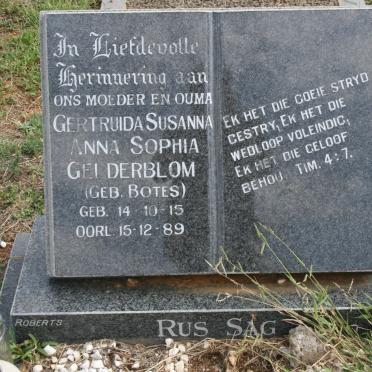 In Liefdevolle
Herinnering aan
ONS MOEDER EN OUMA
GERTRUIDA SUSANNA
ANNA SOPHIA
GELDERBLOM
(GEB. BOTES)
GEB. 14-10-15
OORL 15-12-89
EK HET DIE GOEIE STRYD
GESTRY, EK HET DIE
WEDLOOP VOLEINDIG,
EK HET DIE GELOOF
BEHOU. TIM. 4:7.
ROBERTS
RUS SAG